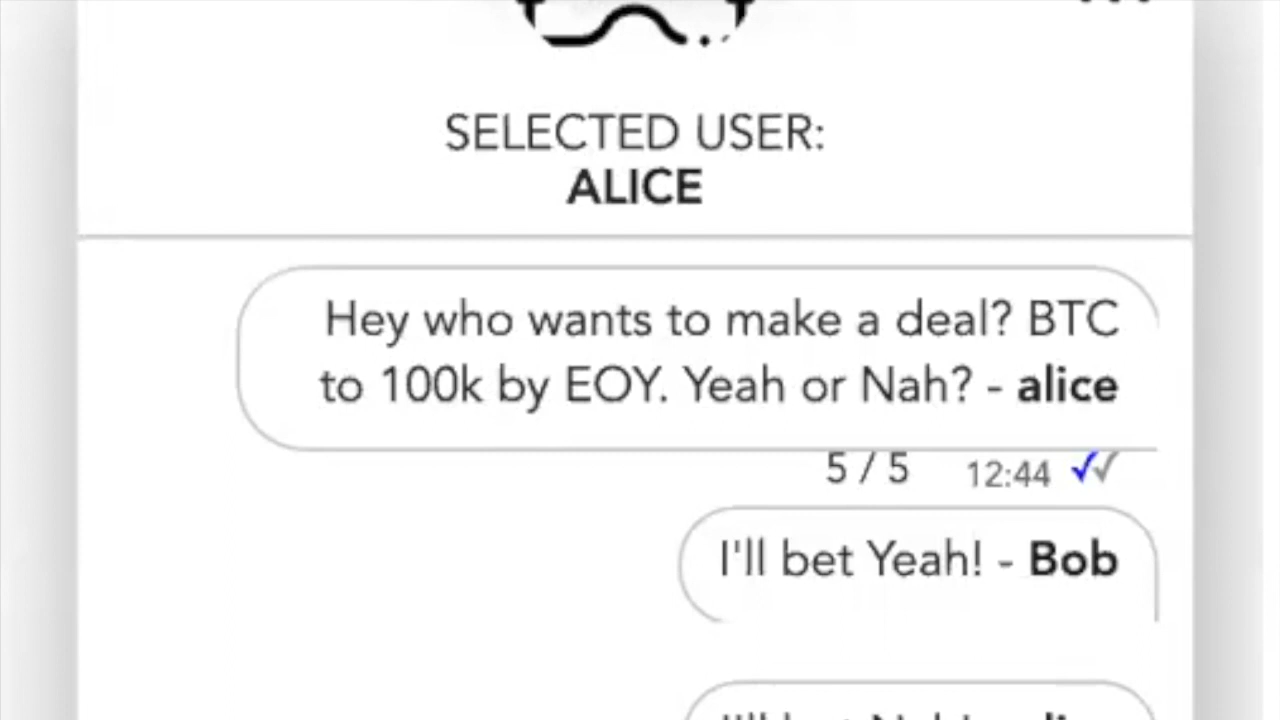 SELECTED USER:
ALICE
Hey who wants to make a deal? BTC
to 100k by EOY. Yeah or Nah? - alice
5 / 5 12:44
I'll bet Yeah! - Bob